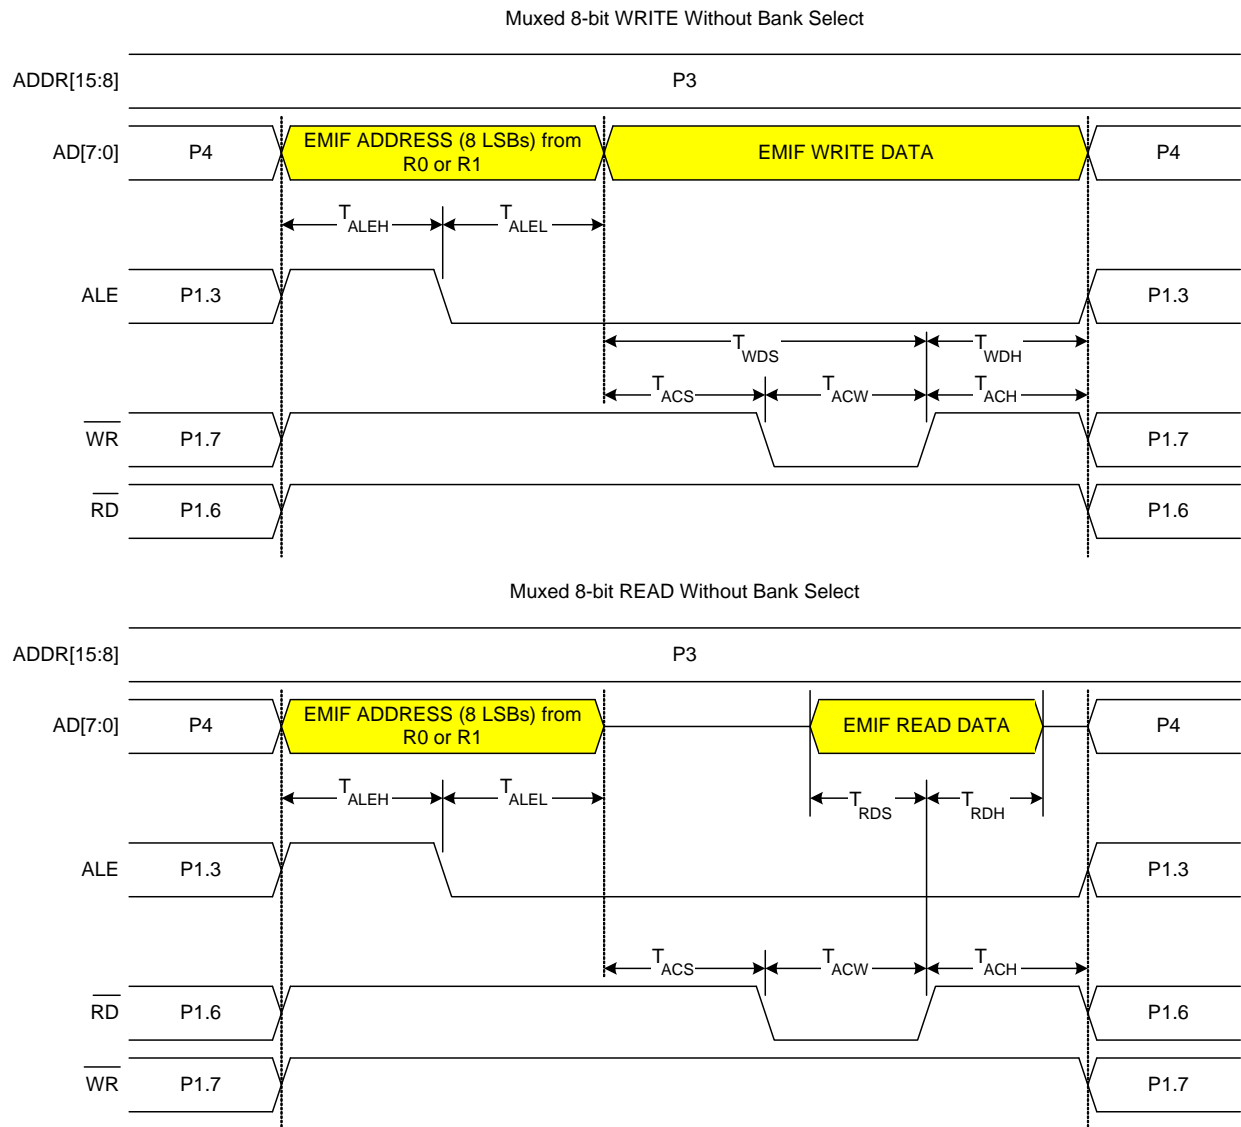 Muxed 8-bit WRITE Without Bank Select
ADDR[15:8] P3
AD[7:0] P4 EMIF ADDRESS (8 LSBs) from R0 or R1 EMIF WRITE DATA P4
TALEH TALEL
ALE P1.3 P1.3
TWDS TWDH
TACS TACW TACH
WR P1.7 P1.7
RD P1.6 P1.6
Muxed 8-bit READ Without Bank Select
ADDR[15:8] P3
AD[7:0] P4 EMIF ADDRESS (8 LSBs) from R0 or R1 EMIF READ DATA P4
TALEH TALEL TRDS TRDH
ALE P1.3 P1.3
TACS TACW TACH
RD P1.6 P1.6
WR P1.7 P1.7